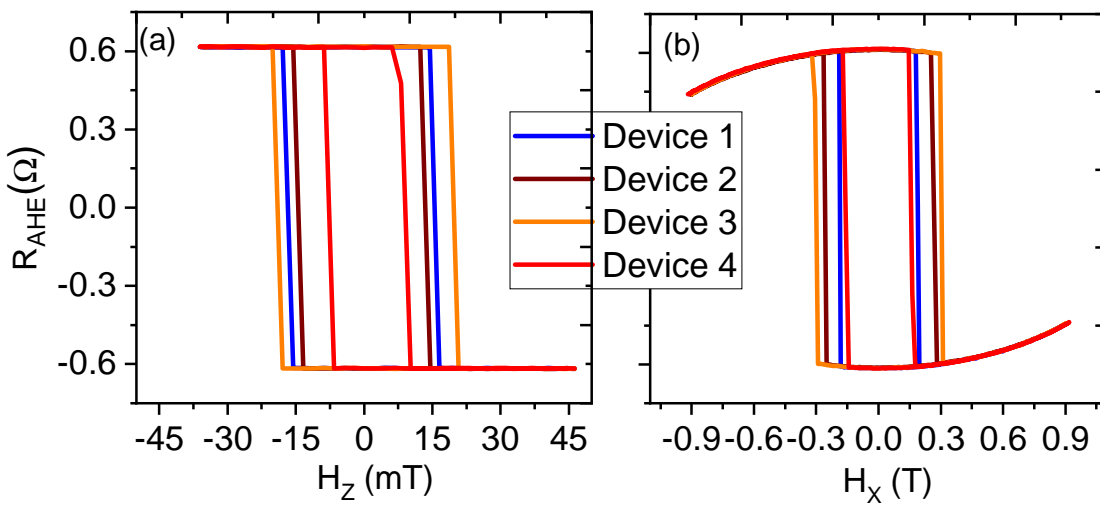 (a)
(b)
0.6
0.3
0.0
-0.3
-0.6
R_AHE(Ω)
Device 1
Device 2
Device 3
Device 4
-45 -30 -15 0 15 30 45
H_Z (mT)
-0.9 -0.6 -0.3 0.0 0.3 0.6 0.9
H_X (T)